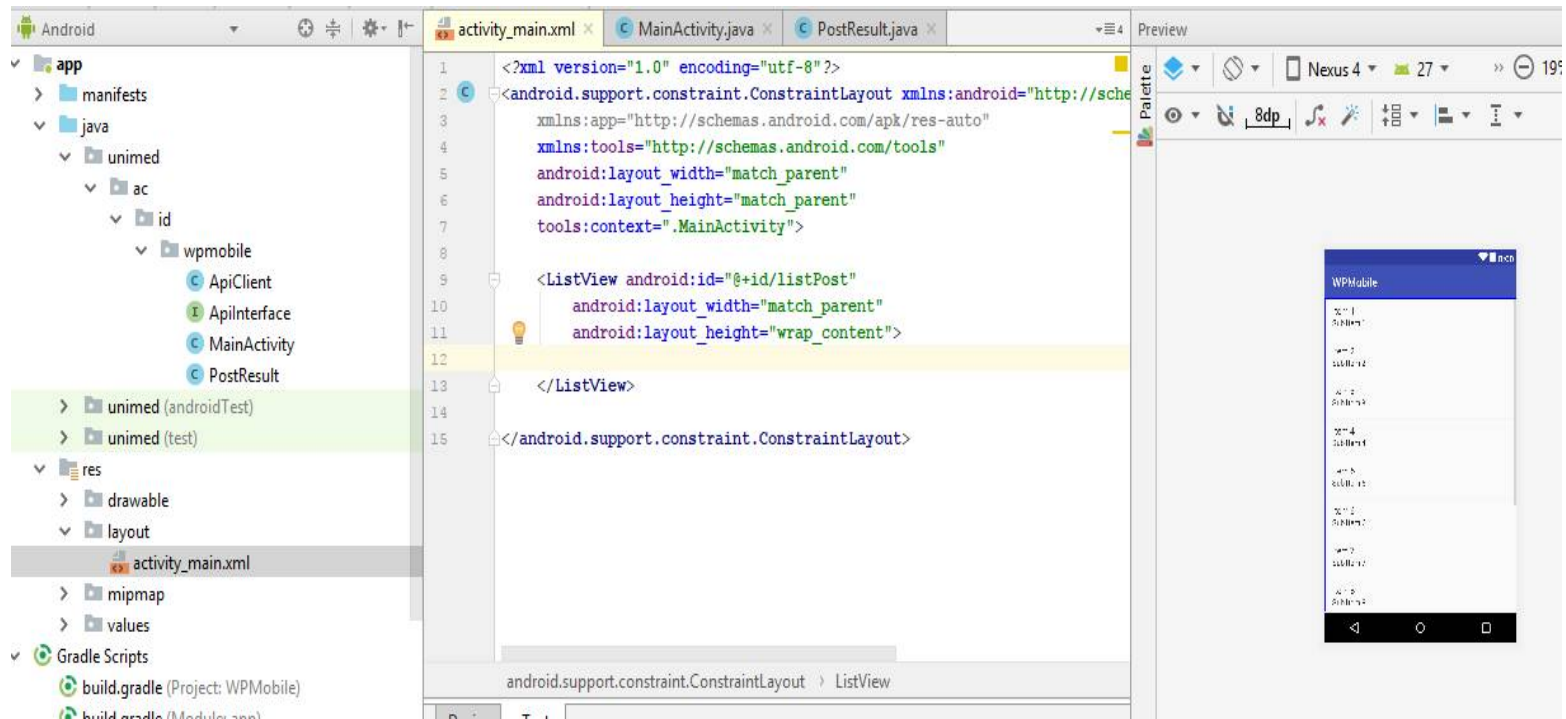 Android
activity_main.xml
MainActivity.java
PostResult.java
4
Preview
app
manifests
java
unimed
ac
id
wpmobile
ApiClient
ApiInterface
MainActivity
PostResult
unimed (androidTest)
unimed (test)
res
drawable
layout
activity_main.xml
mipmap
values
Gradle Scripts
build.gradle (Project: WPMobile)
build.gradle (Module: app)
1 <?xml version="1.0" encoding="utf-8"?>
2 <android.support.constraint.ConstraintLayout xmlns:android="http://sche
3 xmlns:app="http://schemas.android.com/apk/res-auto"
4 xmlns:tools="http://schemas.android.com/tools"
5 android:layout_width="match_parent"
6 android:layout_height="match_parent"
7 tools:context=".MainActivity">
8
9 <ListView android:id="@+id/listPost"
10 android:layout_width="match_parent"
11 android:layout_height="wrap_content">
12
13 </ListView>
14
15 </android.support.constraint.ConstraintLayout>
android.support.constraint.ConstraintLayout > ListView
Palette
Nexus 4
27
8dp
WPMobile